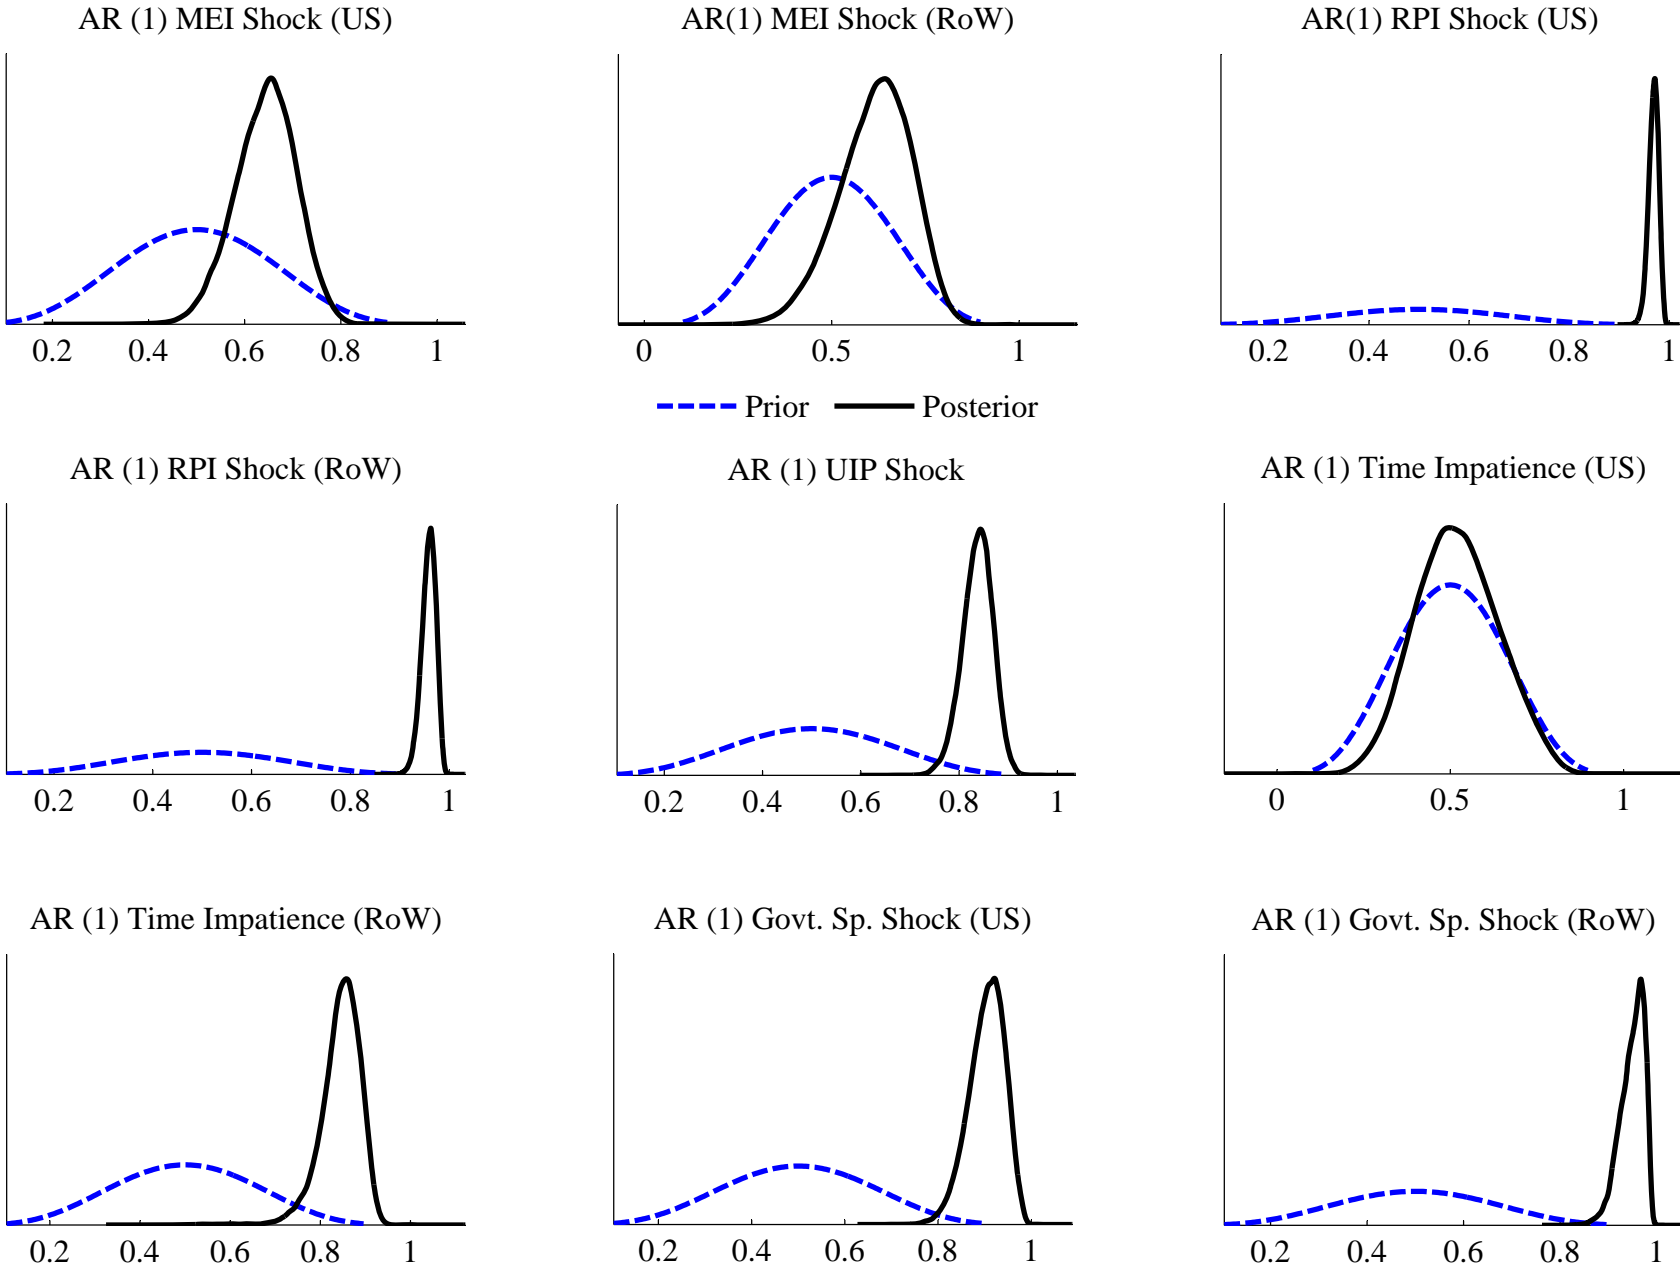 AR (1) MEI Shock (US)
AR(1) MEI Shock (RoW)
AR(1) RPI Shock (US)
0.2 0.4 0.6 0.8 1
0 0.5 1
0.2 0.4 0.6 0.8 1
Prior Posterior
AR (1) RPI Shock (RoW)
AR (1) UIP Shock
AR (1) Time Impatience (US)
0.2 0.4 0.6 0.8 1
0.2 0.4 0.6 0.8 1
0 0.5 1
AR (1) Time Impatience (RoW)
AR (1) Govt. Sp. Shock (US)
AR (1) Govt. Sp. Shock (RoW)
0.2 0.4 0.6 0.8 1
0.2 0.4 0.6 0.8 1
0.2 0.4 0.6 0.8 1